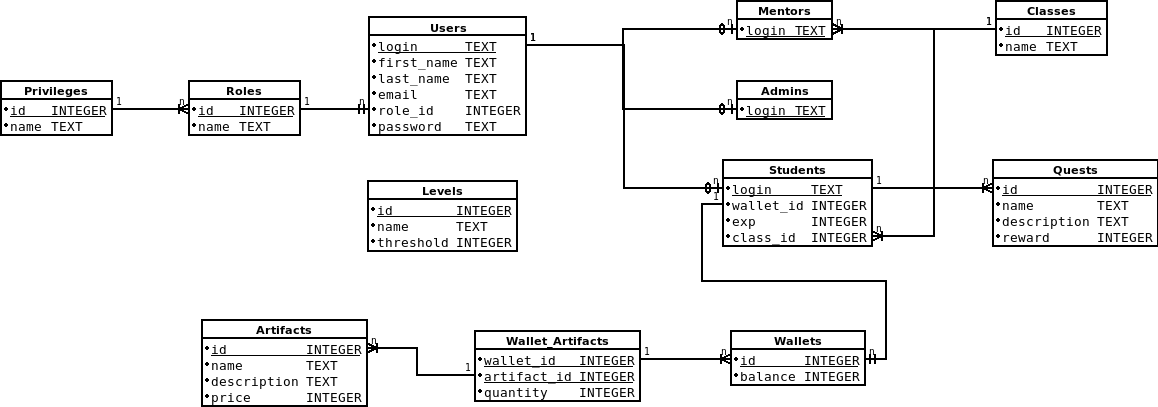 Users
login TEXT
first_name TEXT
last_name TEXT
email TEXT
role_id INTEGER
password TEXT
1
Mentors
login TEXT
0 n
n
Classes
id INTEGER
name TEXT
1
Privileges
id INTEGER
name TEXT
1
n
Roles
id INTEGER
name TEXT
1
n
Admins
login TEXT
0 n
Levels
id INTEGER
name TEXT
threshold INTEGER
Students
login TEXT
wallet_id INTEGER
exp INTEGER
class_id INTEGER
0 n
1
1
n
Quests
id INTEGER
name TEXT
description TEXT
reward INTEGER
n
Artifacts
id INTEGER
name TEXT
description TEXT
price INTEGER
n
1
Wallet_Artifacts
wallet_id INTEGER
artifact_id INTEGER
quantity INTEGER
1
n
Wallets
id INTEGER
balance INTEGER
n